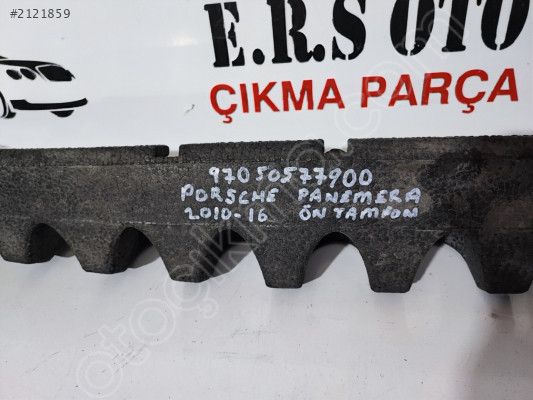 #2121859
E.R.S OTO
ÇIKMA PARÇA
97050577900
PORSCHE PANEMERA
2010-16 ÖN TAMPON